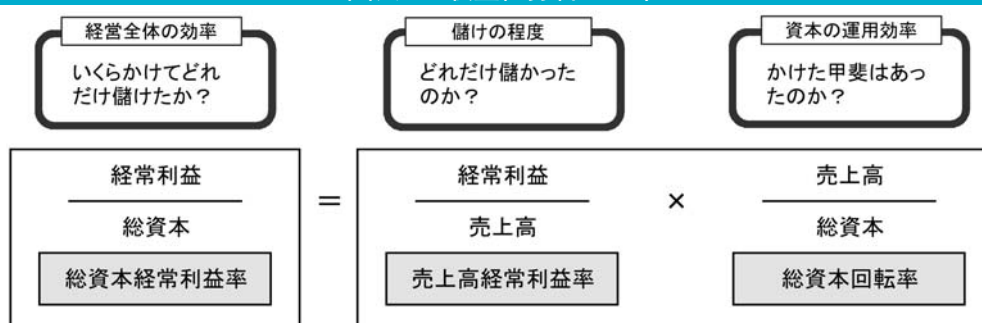 経営全体の効率
いくらかけてどれ
だけ儲けたか？
儲けの程度
どれだけ儲かった
のか？
資本の運用効率
かけた甲斐はあっ
たのか？
経常利益
総資本
総資本経常利益率
＝
経常利益
売上高
売上高経常利益率
×
売上高
総資本
総資本回転率